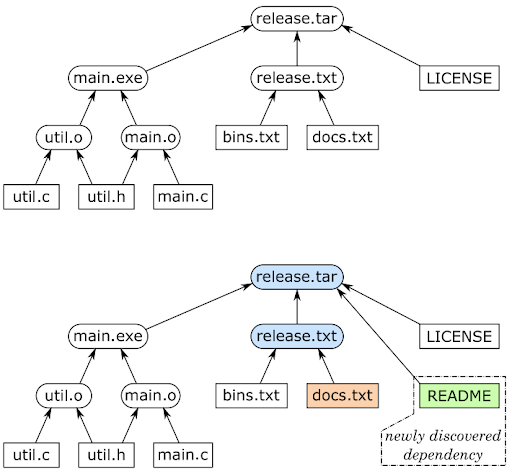 release.tar
main.exe release.txt LICENSE
util.o main.o bins.txt docs.txt
util.c util.h main.c
release.tar
main.exe release.txt LICENSE
util.o main.o bins.txt docs.txt README
util.c util.h main.c
newly discovered
dependency